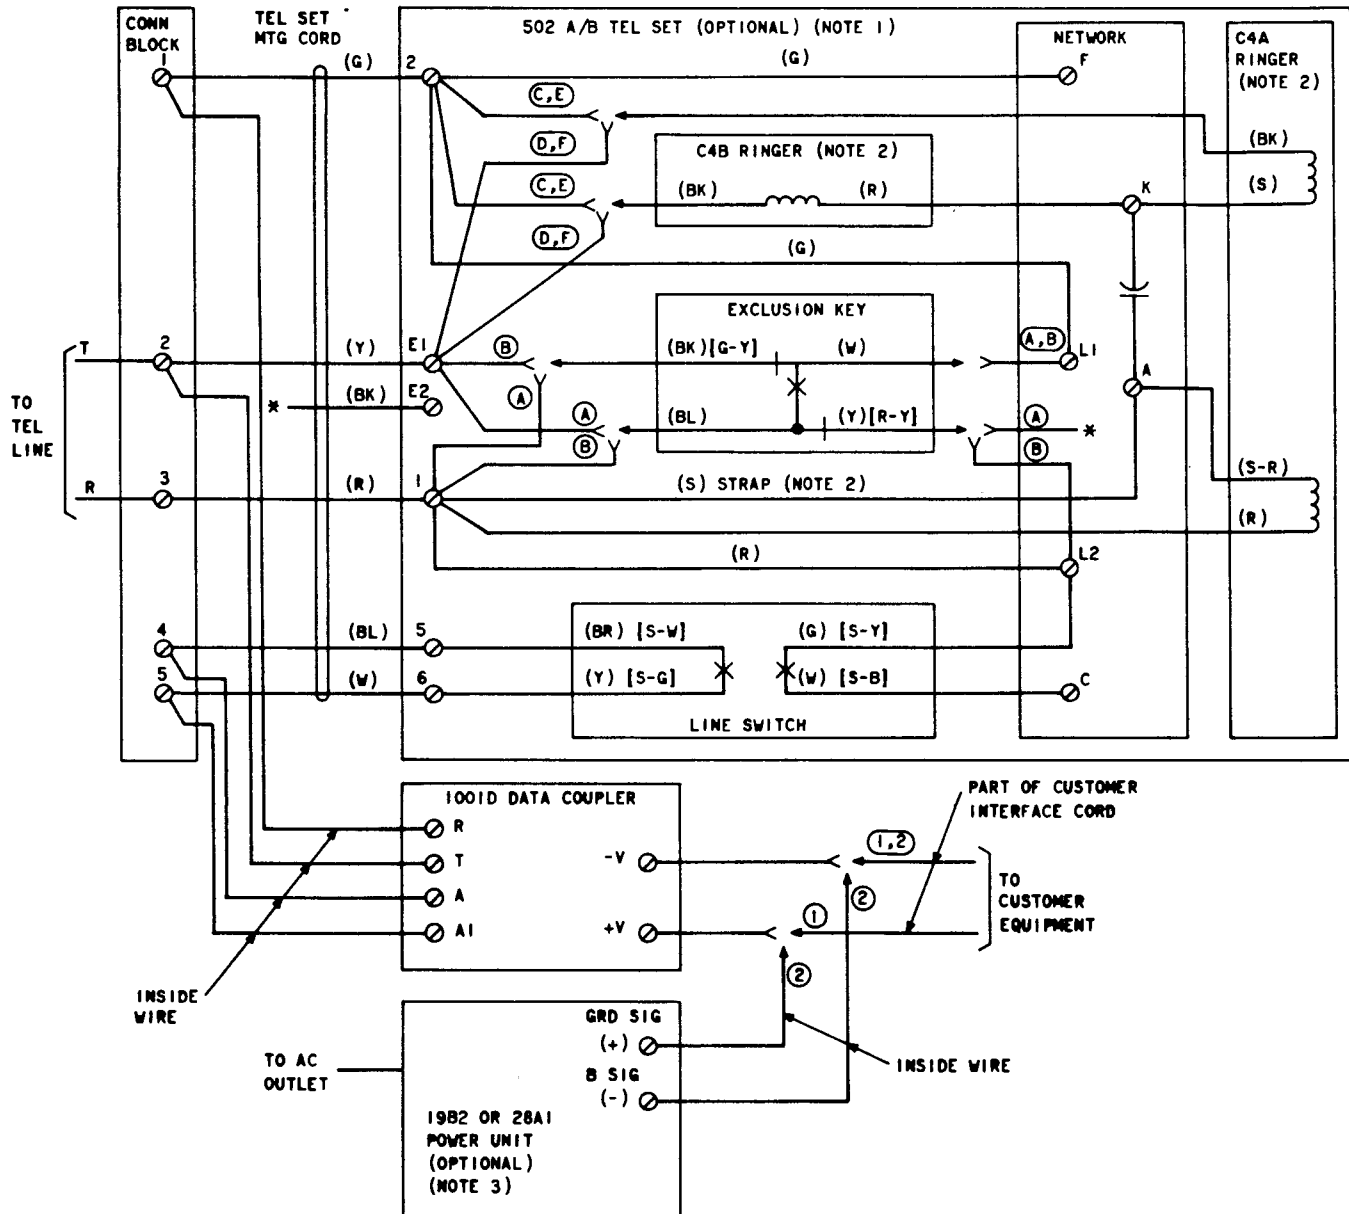 CONN
BLOCK
TEL SET
MTG CORD
502 A/B TEL SET (OPTIONAL) (NOTE 1)
NETWORK
C4A
RINGER
(NOTE 2)
1
(G)
2
(G)
F
C,E
D,F
C4B RINGER (NOTE 2)
(BK)
(R)
K
(BK)
(S)
C,E
D,F
(G)
EXCLUSION KEY
T
2
(Y)
E1
B
(BK)[G-Y]
(W)
A,B
L1
A
TO
TEL
LINE
*
(BK)
E2
A
A
B
(BL)
(Y)[R-Y]
A
*
B
R
3
(R)
1
(S) STRAP (NOTE 2)
(S-R)
(R)
(R)
L2
4
(BL)
5
(BR) [S-W]
(G) [S-Y]
5
(W)
6
(Y) [S-G]
(W) [S-B]
C
LINE SWITCH
1001D DATA COUPLER
PART OF CUSTOMER
INTERFACE CORD
R
T
-V
1,2
A
2
TO
CUSTOMER
EQUIPMENT
A1
+V
1
2
INSIDE
WIRE
GRD SIG
(+)
TO AC
OUTLET
B SIG
(-)
INSIDE WIRE
19B2 OR 28A1
POWER UNIT
(OPTIONAL)
(NOTE 3)